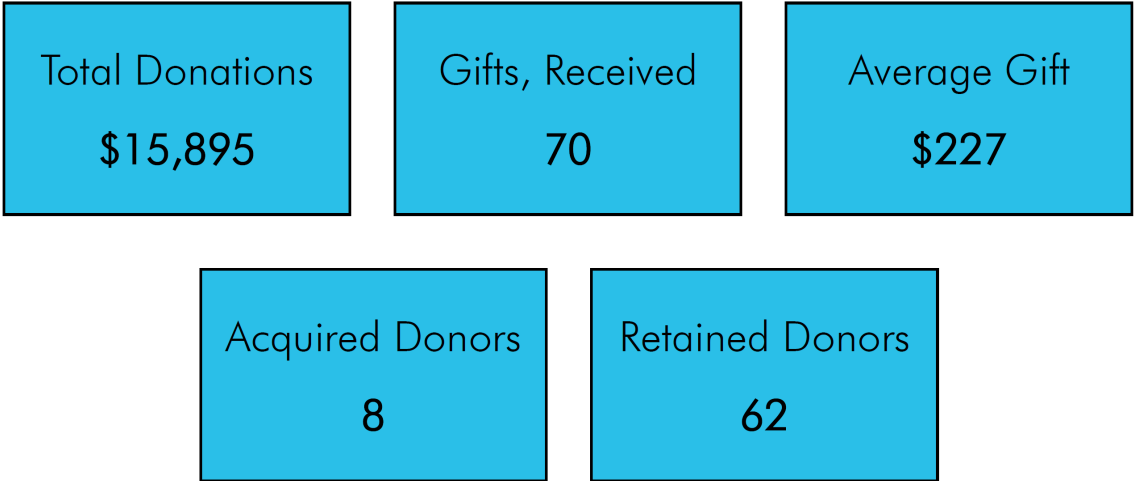 Total Donations
$15,895
Gifts, Received
70
Average Gift
$227
Acquired Donors
8
Retained Donors
62